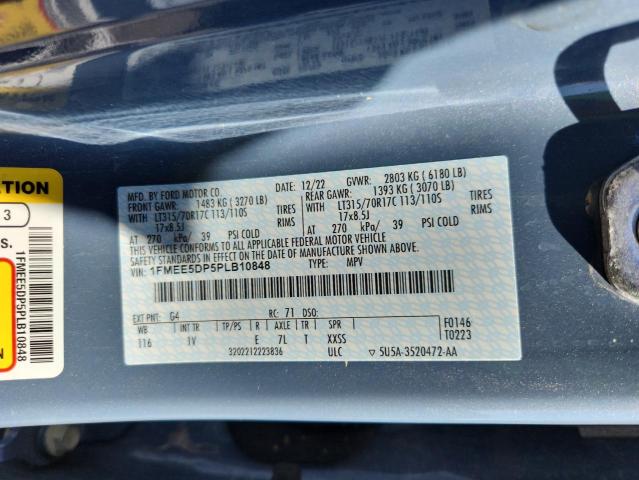 MFD. BY FORD MOTOR CO. 12/22 GVWR: 2803 KG ( 6180 LB)
FRONT GAWR: 1483 KG ( 3270 LB) REAR GAWR: 1393 KG ( 3070 LB)
WITH LT315/70R17C 113/110S TIRES WITH LT315/70R17C 113/110S TIRES
17x8.5J RIMS 17x8.5J RIMS
AT 270 kPa/ 39 PSI COLD AT 270 kPa/ 39 PSI COLD
THIS VEHICLE CONFORMS TO ALL APPLICABLE FEDERAL MOTOR VEHICLE
SAFETY STANDARDS IN EFFECT ON THE DATE OF MANUFACTURE SHOWN ABOVE.
VIN: 1FMEE5DP5PLB10848 TYPE: MPV
EXT PNT: G4 RC: 71 DSO:
WB INT TR TP/PS R AXLE TR SPR F0146
116 1V E 7L T XXSS T0223
3202212223836 ULC 5U5A-3520472-AA
TION
3
S.
1FMEE5DP5PLB10848
N